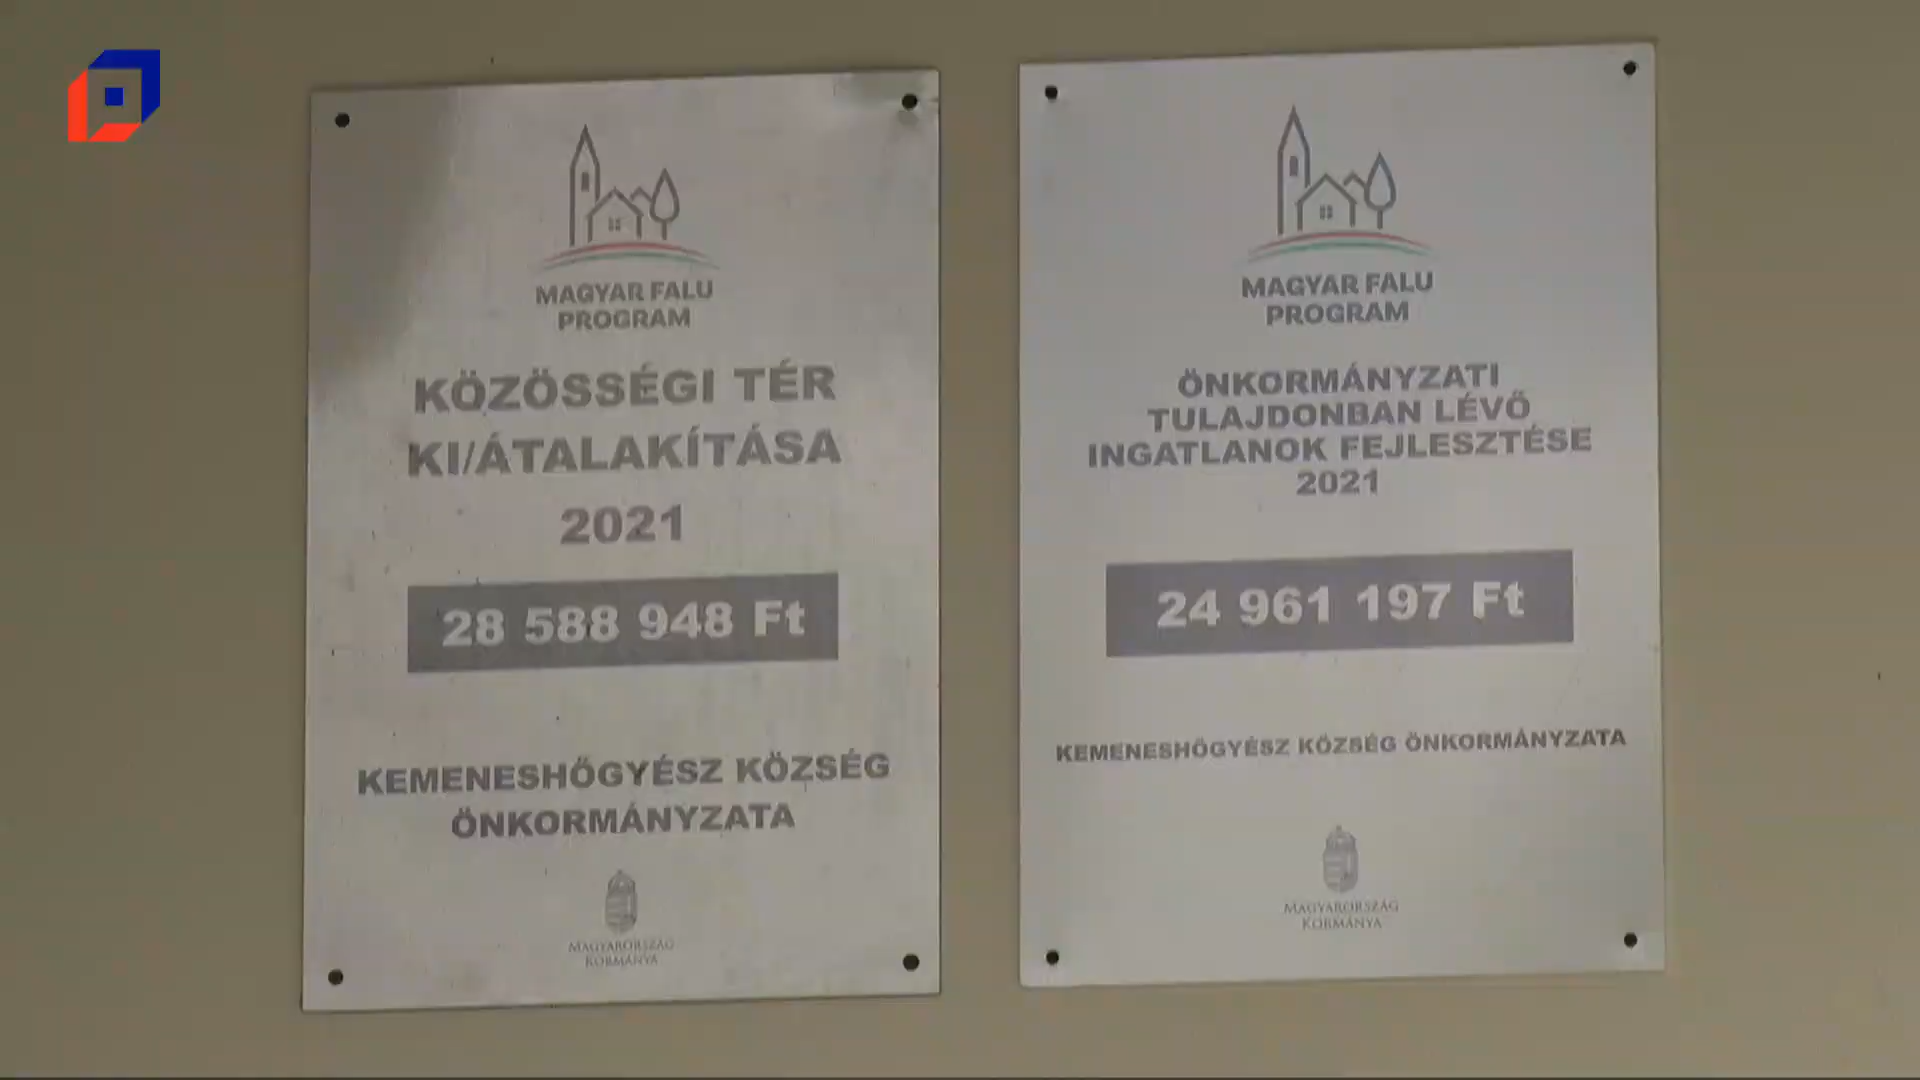 MAGYAR FALU
PROGRAM
KÖZÖSSÉGI TÉR
KI/ÁTALAKÍTÁSA
2021
28 588 948 Ft
KEMENESHŐGYÉSZ KÖZSÉG
ÖNKORMÁNYZATA
MAGYARORSZÁG
KORMÁNYA
MAGYAR FALU
PROGRAM
ÖNKORMÁNYZATI
TULAJDONBAN LÉVŐ
INGATLANOK FEJLESZTÉSE
2021
24 961 197 Ft
KEMENESHŐGYÉSZ KÖZSÉG ÖNKORMÁNYZATA
MAGYARORSZÁG
KORMÁNYA